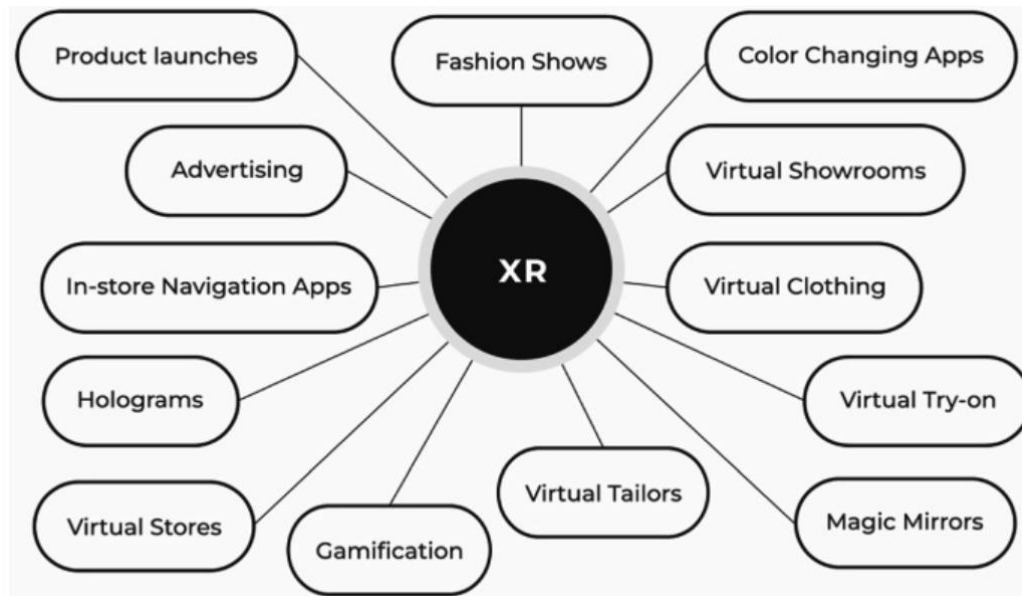 Product launches
Fashion Shows
Color Changing Apps
Advertising
Virtual Showrooms
XR
In-store Navigation Apps
Virtual Clothing
Holograms
Virtual Try-on
Virtual Stores
Gamification
Virtual Tailors
Magic Mirrors